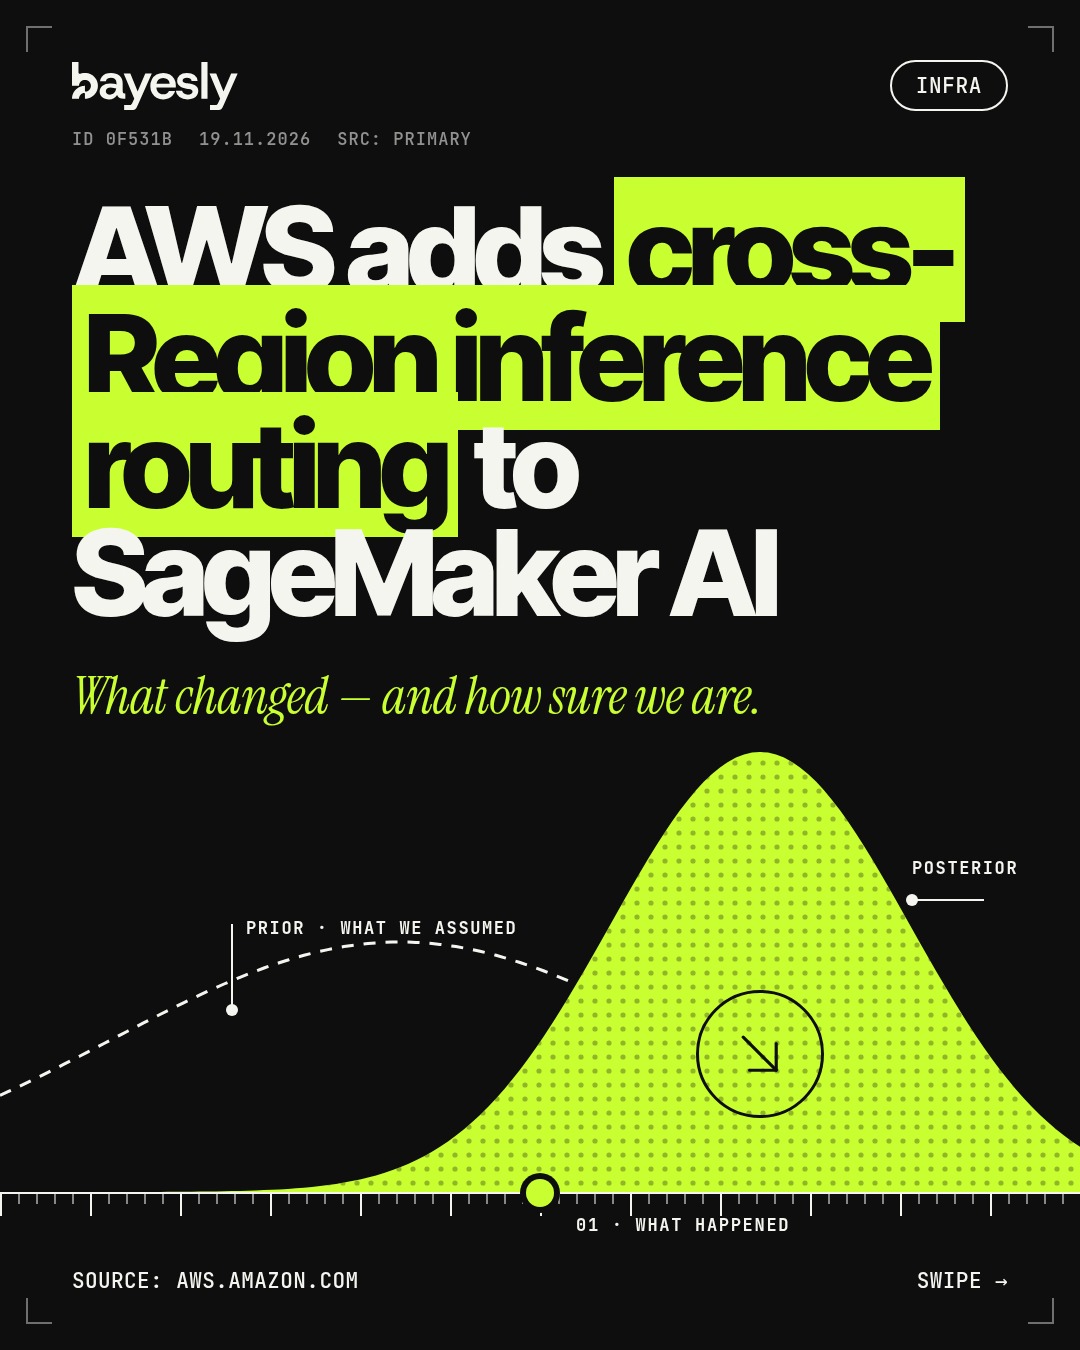 bayesly
INFRA
ID 0F531B 19.11.2026 SRC: PRIMARY
AWS adds cross-
Region inference
routing to
SageMaker AI
What changed — and how sure we are.
POSTERIOR
PRIOR · WHAT WE ASSUMED
01 · WHAT HAPPENED
SOURCE: AWS.AMAZON.COM
SWIPE →